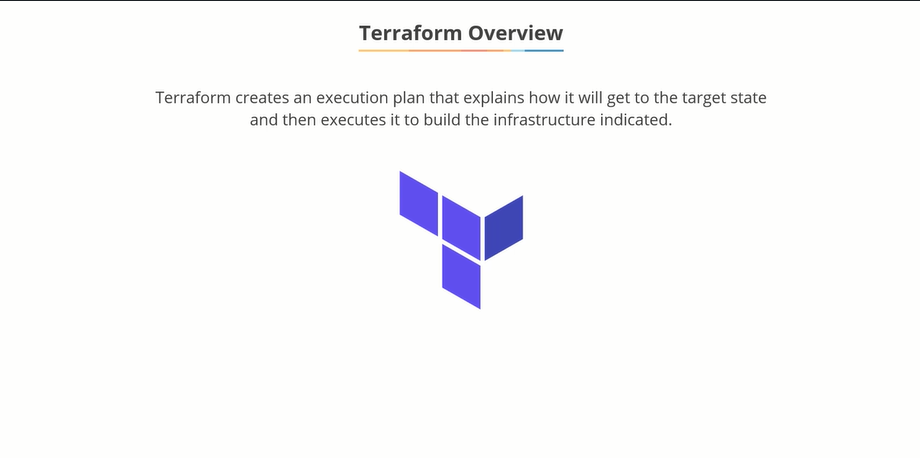 Terraform Overview
Terraform creates an execution plan that explains how it will get to the target state
and then executes it to build the infrastructure indicated.